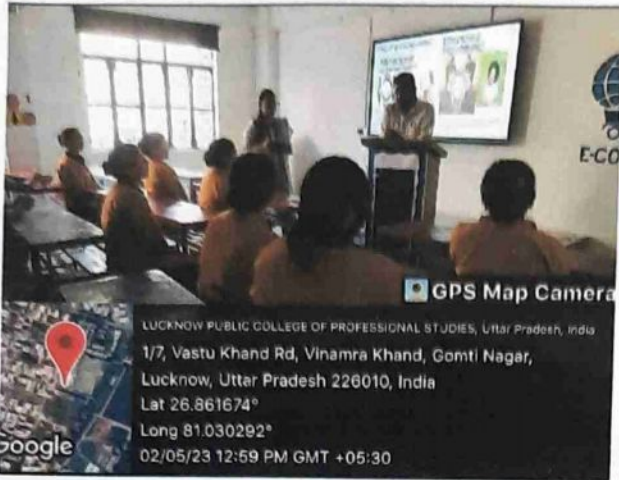 E-CO
GPS Map Camera
LUCKNOW PUBLIC COLLEGE OF PROFESSIONAL STUDIES, Uttar Pradesh, India
1/7, Vastu Khand Rd, Vinamra Khand, Gomti Nagar,
Lucknow, Uttar Pradesh 226010, India
Lat 26.861674°
Long 81.030292°
02/05/23 12:59 PM GMT +05:30
Google